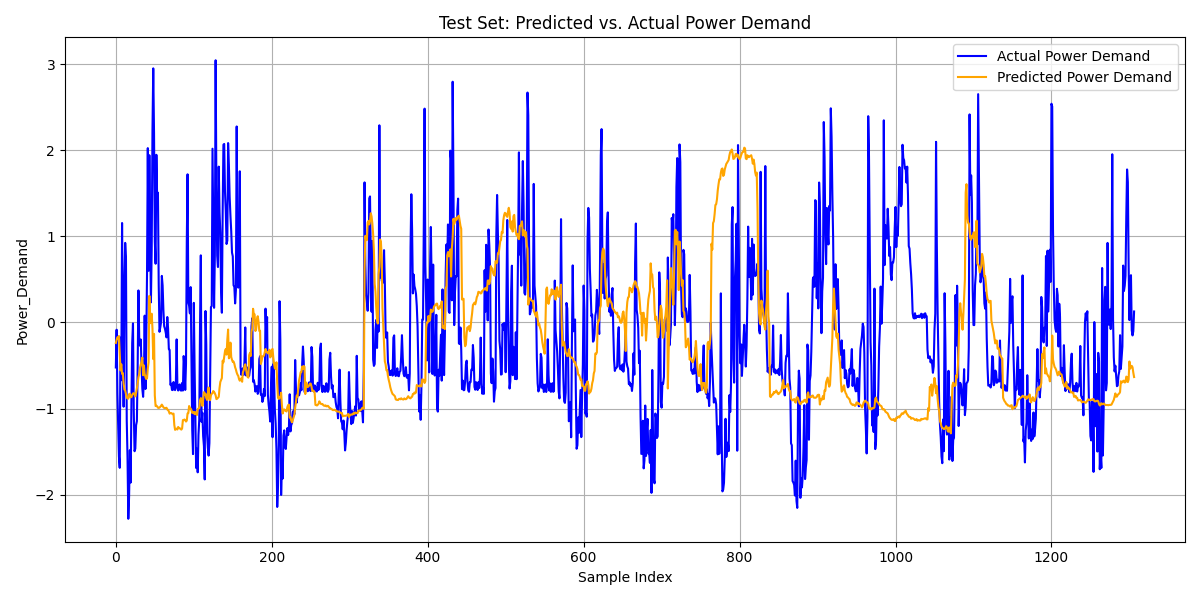 Test Set: Predicted vs. Actual Power Demand
Actual Power Demand
Predicted Power Demand
Power_Demand
3
2
1
0
−1
−2
0 200 400 600 800 1000 1200
Sample Index